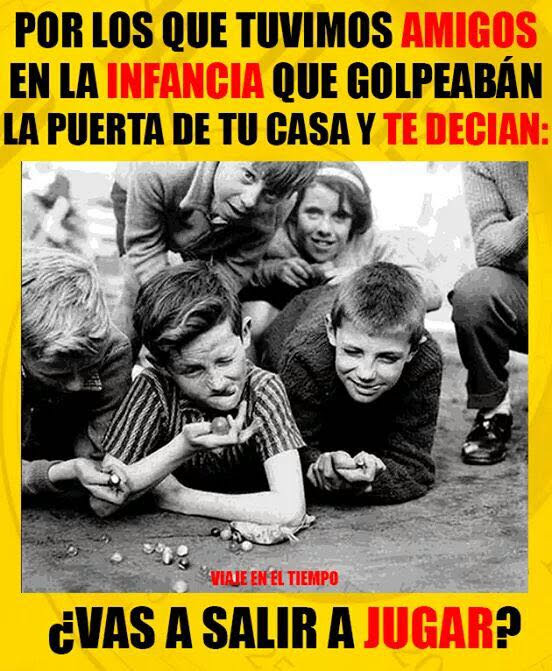 POR LOS QUE TUVIMOS AMIGOS
EN LA INFANCIA QUE GOLPEABÁN
LA PUERTA DE TU CASA Y TE DECIAN:
VIAJE EN EL TIEMPO
¿VAS A SALIR A JUGAR?